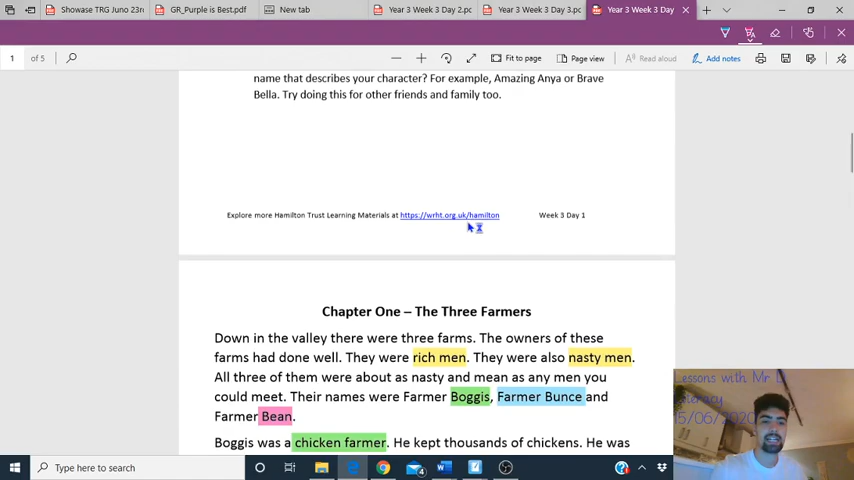 Showase TRG Juno 23rd
GR_Purple is Best.pdf
New tab
Year 3 Week 3 Day 2.pd
Year 3 Week 3 Day 3.pd
Year 3 Week 3 Day
1 of 5
Fit to page
Page view
Read aloud
Add notes
name that describes your character? For example, Amazing Anya or Brave
Bella. Try doing this for other friends and family too.
Explore more Hamilton Trust Learning Materials at https://wrht.org.uk/hamilton
Week 3 Day 1
Chapter One – The Three Farmers
Down in the valley there were three farms. The owners of these
farms had done well. They were rich men. They were also nasty men.
All three of them were about as nasty and mean as any men you
could meet. Their names were Farmer Boggis, Farmer Bunce and
Farmer Bean.
Boggis was a chicken farmer. He kept thousands of chickens. He was
Lessons with Mr D
Literacy
15/06/2020
Type here to search
4